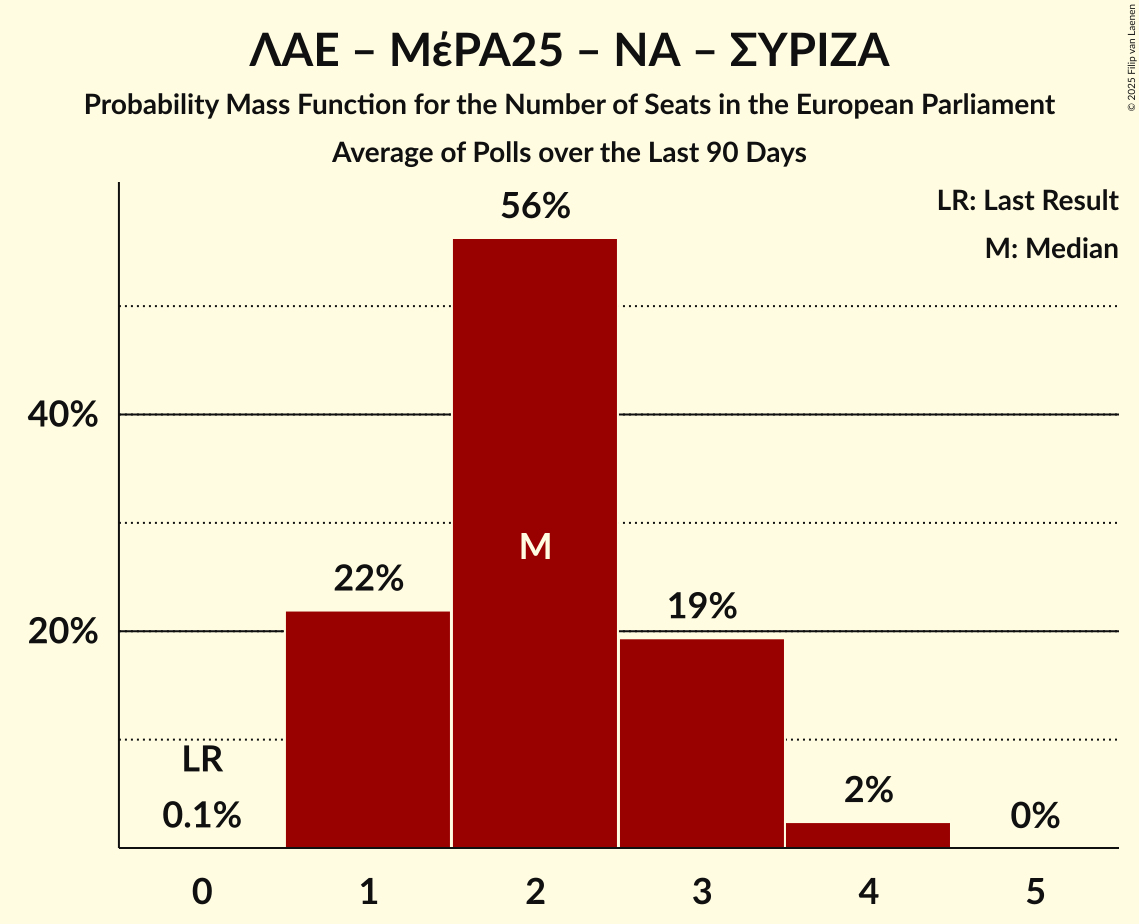 ΛΑΕ – ΜέΡΑ25 – ΝΑ – ΣΥΡΙΖΑ
Probability Mass Function for the Number of Seats in the European Parliament
Average of Polls over the Last 90 Days
© 2025 Filip van Laenen
LR: Last Result
M: Median
56%
40%
M
22%
19%
20%
LR
0.1%
2%
0%
0 1 2 3 4 5